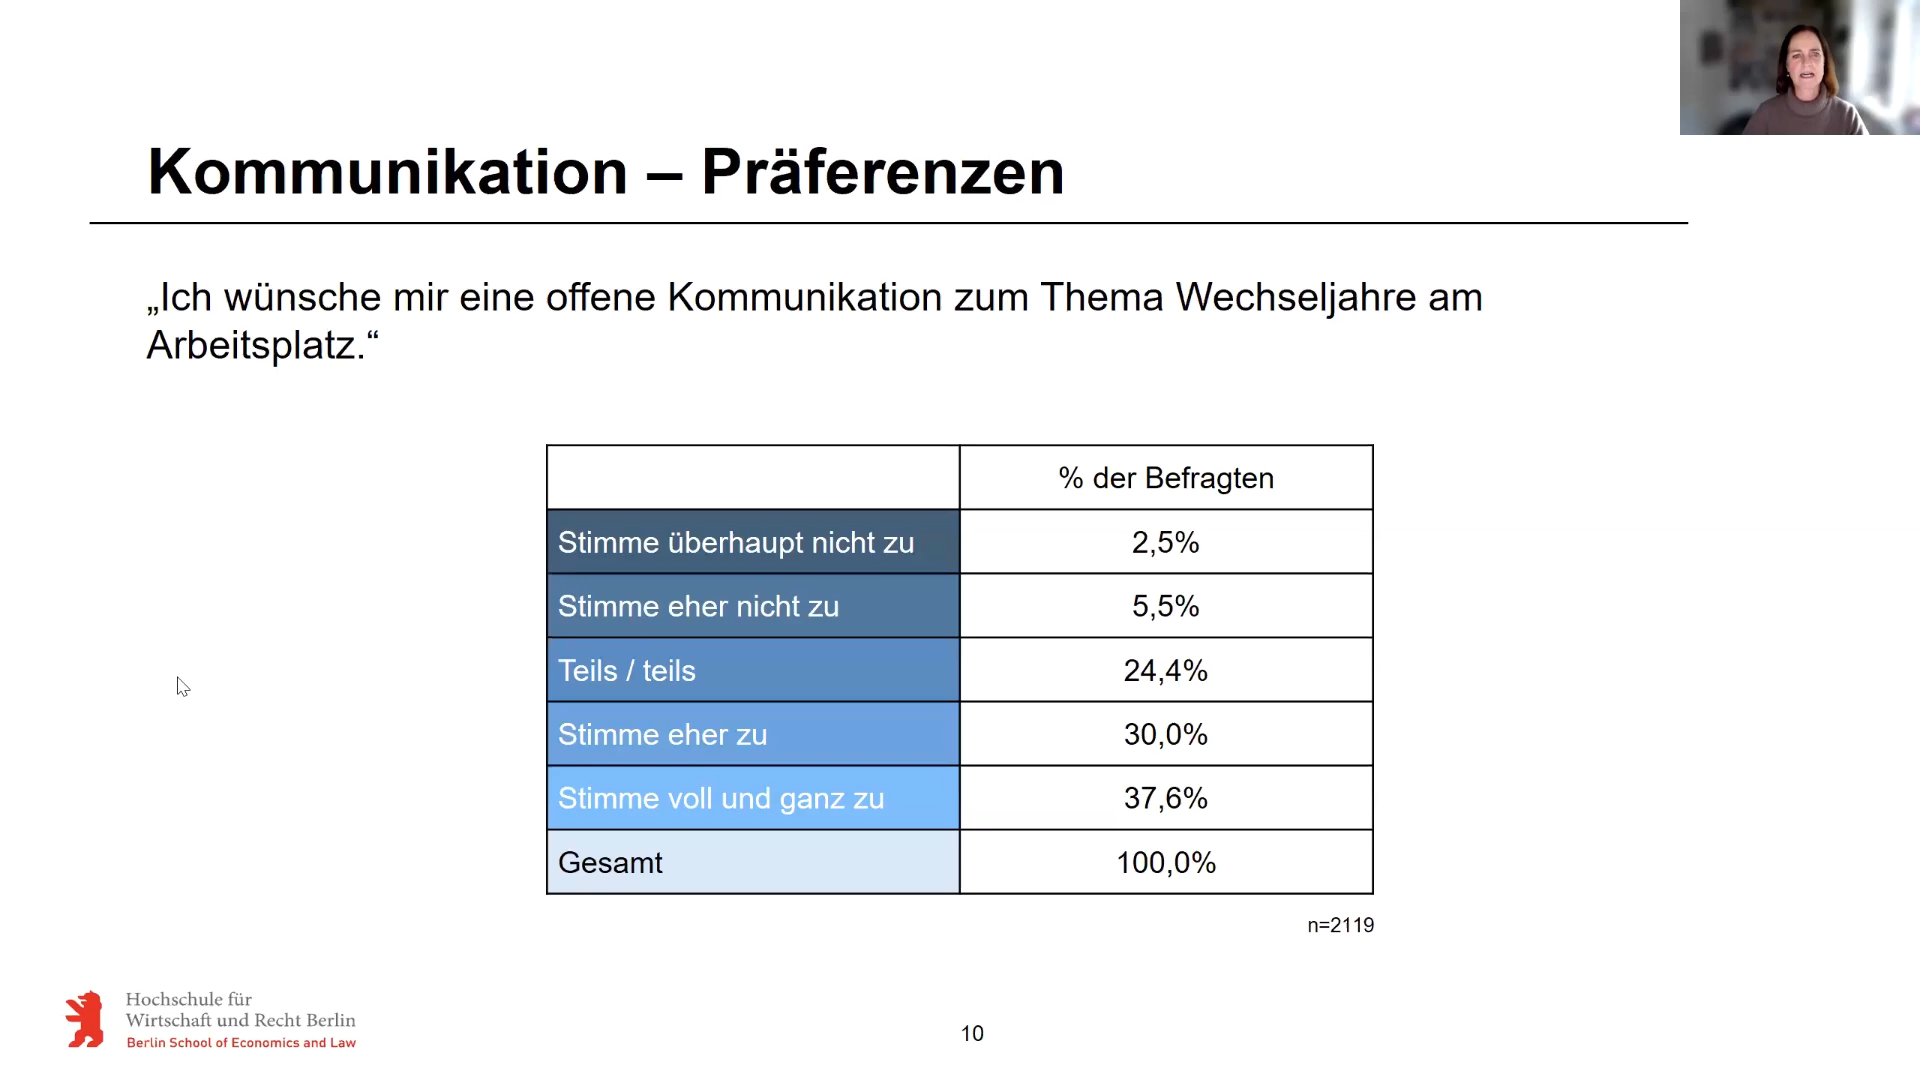 Kommunikation – Präferenzen
„Ich wünsche mir eine offene Kommunikation zum Thema Wechseljahre am
Arbeitsplatz.“
% der Befragten
Stimme überhaupt nicht zu 2,5%
Stimme eher nicht zu 5,5%
Teils / teils 24,4%
Stimme eher zu 30,0%
Stimme voll und ganz zu 37,6%
Gesamt 100,0%
n=2119
Hochschule für
Wirtschaft und Recht Berlin
Berlin School of Economics and Law
10